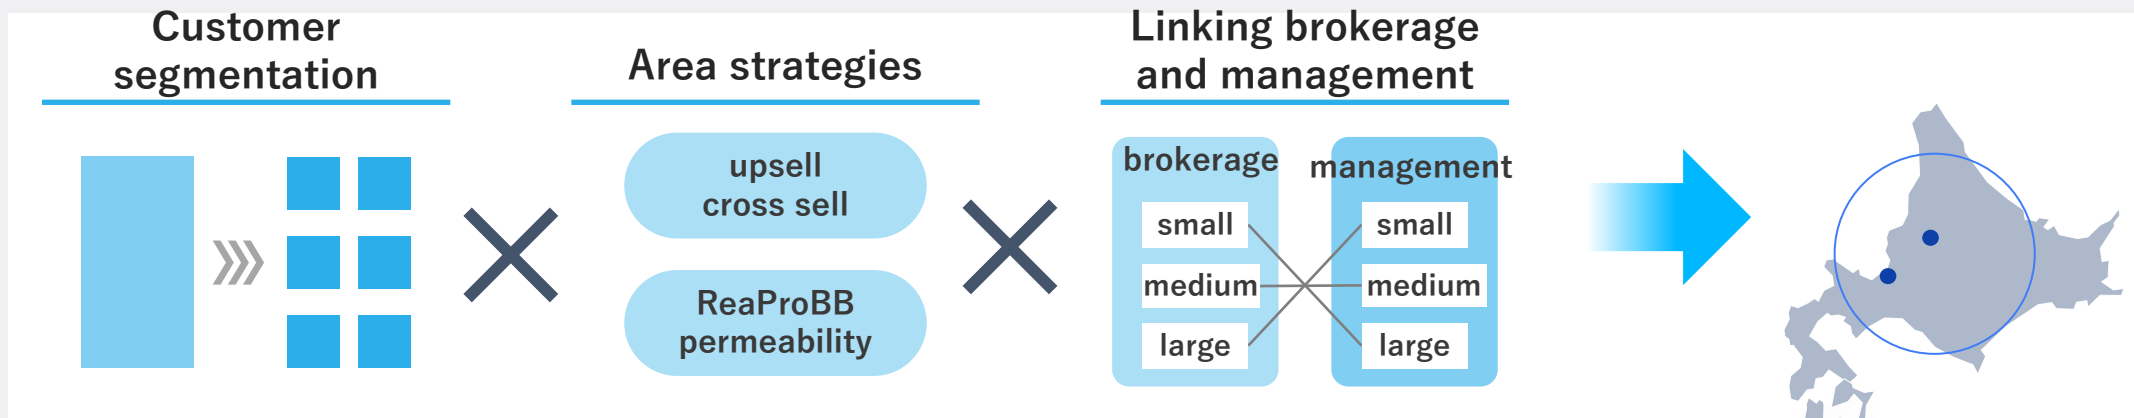 Customer
segmentation
Area strategies
upsell
cross sell
ReaProBB
permeability
Linking brokerage
and management
brokerage
small
medium
large
management
small
medium
large